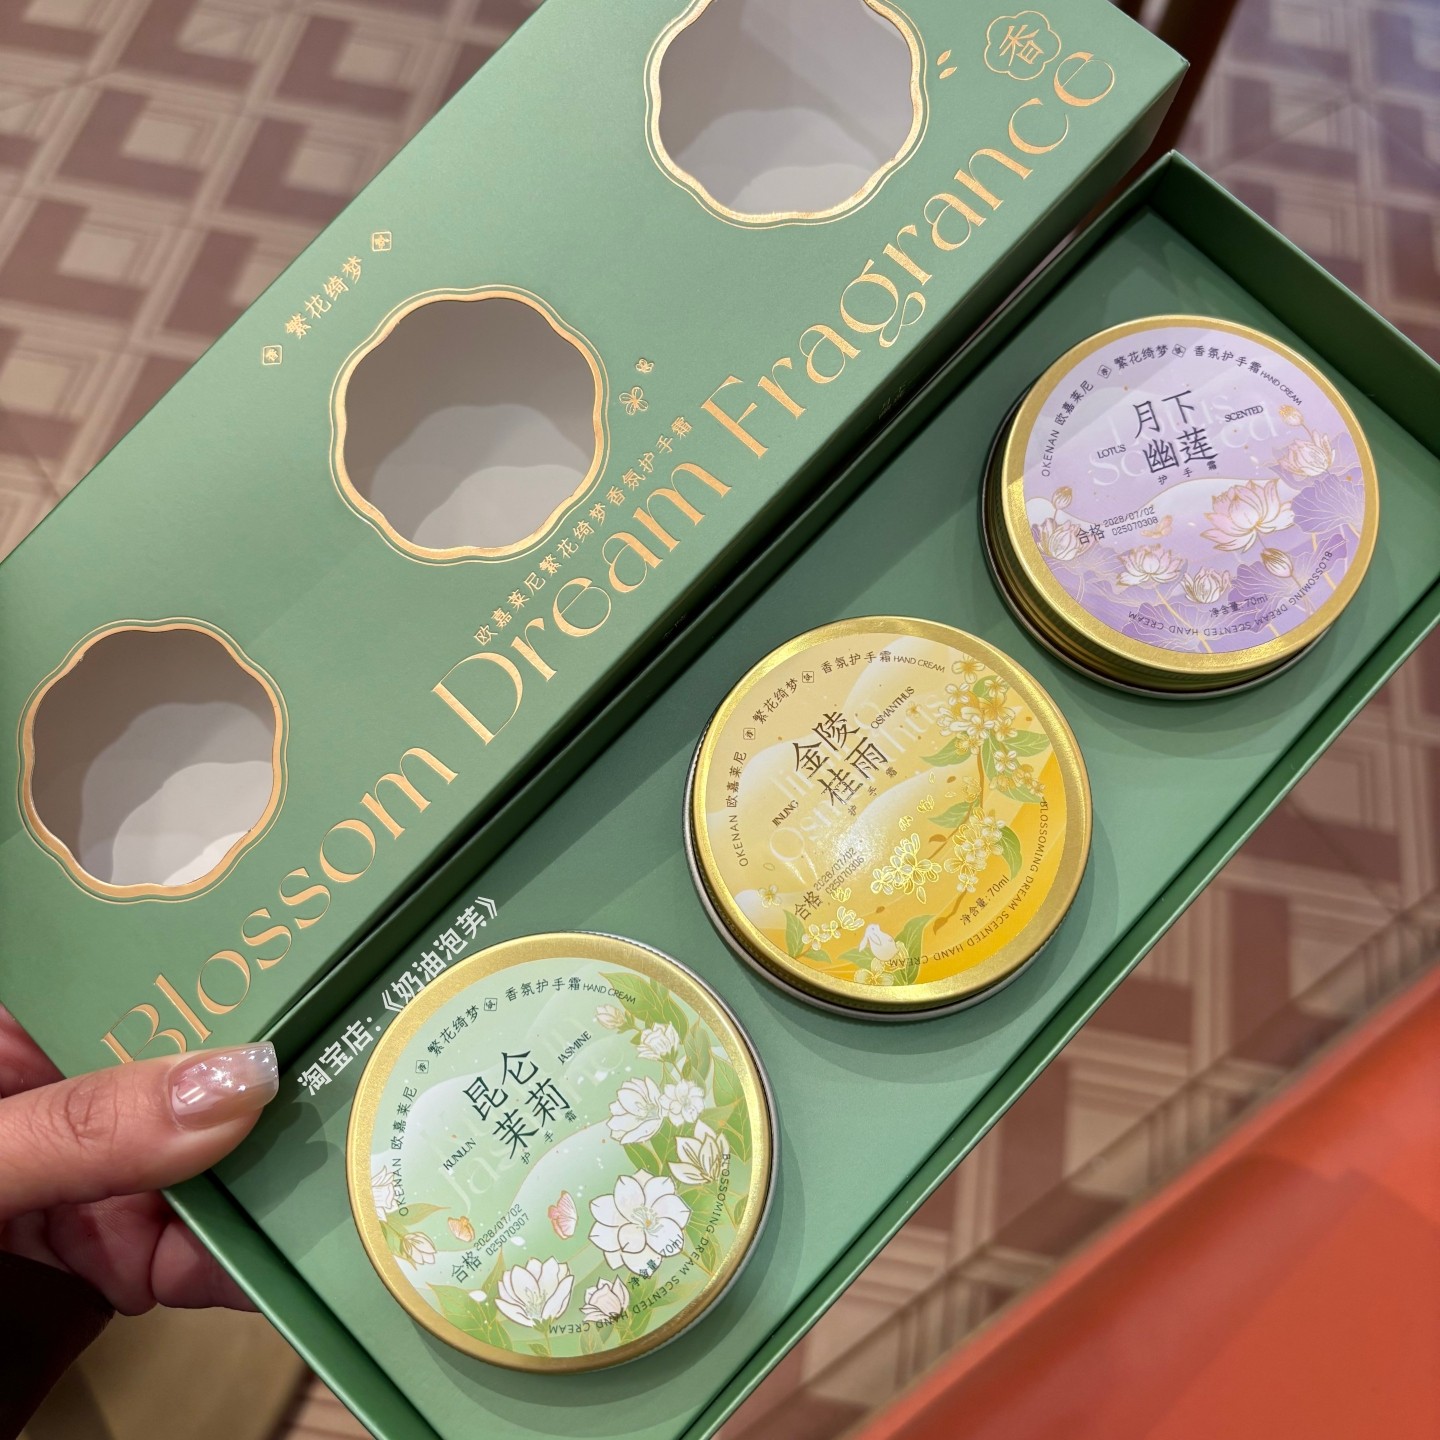 香
Blossom Dream Fragrance
香 繁花绮梦 香
欧嘉莱尼繁花绮梦香氛护手霜
淘宝店：《奶油泡芙》
OKENAN 欧嘉莱尼 繁花绮梦 香氛护手霜 HAND CREAM
月下
幽莲
LOTUS
SCENTED
护手霜
合格 2028/07/02
025070308
净含量:70ml
BLOSSOMING DREAM SCENTED HAND CREAM
OKENAN 欧嘉莱尼 繁花绮梦 香氛护手霜 HAND CREAM
金陵
桂雨
JINLING
OSMANTHUS
护手霜
合格 2028/07/02
025070306
净含量:70ml
BLOSSOMING DREAM SCENTED HAND CREAM
OKENAN 欧嘉莱尼 繁花绮梦 香氛护手霜 HAND CREAM
昆仑
茉莉
KUNLUN
JASMINE
护手霜
合格 2028/07/02
025070307
净含量:70ml
BLOSSOMING DREAM SCENTED HAND CREAM